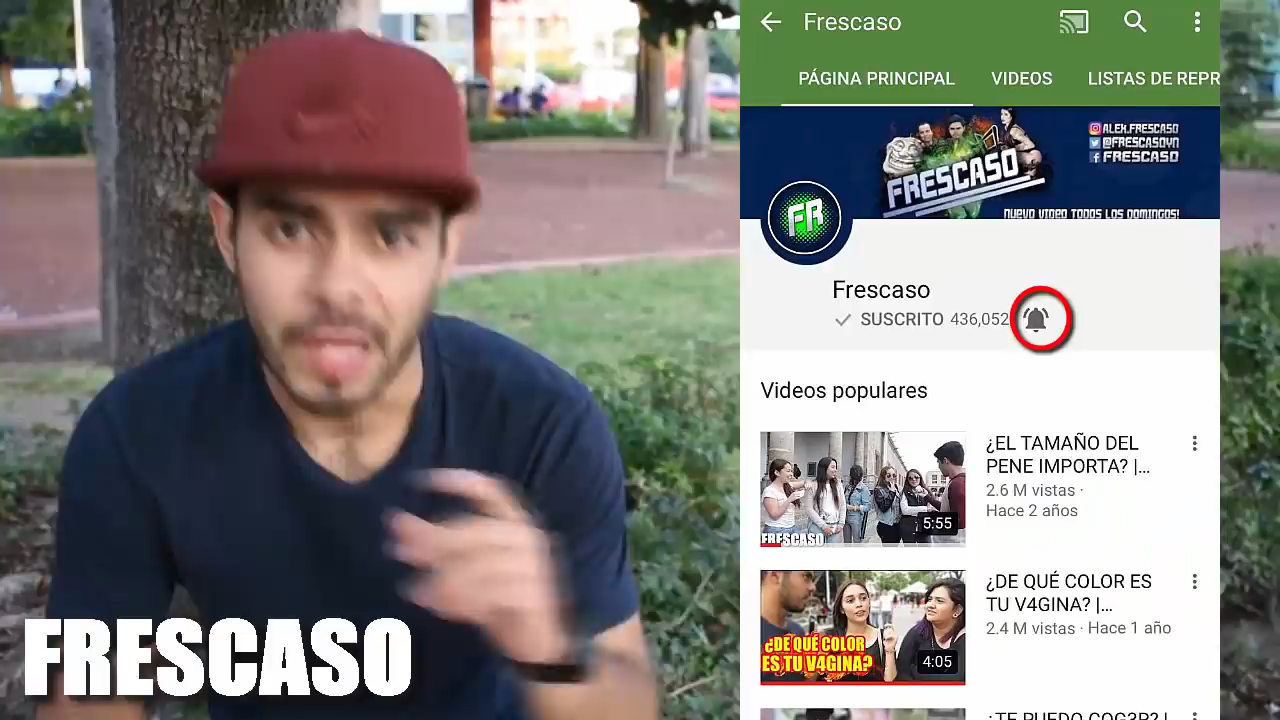 Frescaso
PÁGINA PRINCIPAL VIDEOS LISTAS DE REPR
FRESCASO
ALEX.FRESCASO
@FRESCASOVN
FRESCASO
NUEVO VIDEO TODOS LOS DOMINGOS!
FR
Frescaso
SUSCRITO 436,052
Videos populares
¿EL TAMAÑO DEL
PENE IMPORTA? |...
2.6 M vistas ·
Hace 2 años
5:55
FRESCASO
¿DE QUÉ COLOR ES
TU V4GINA? |...
2.4 M vistas · Hace 1 año
¿DE QUÉ COLOR
ES TU V4GINA?
4:05
FRESCASO